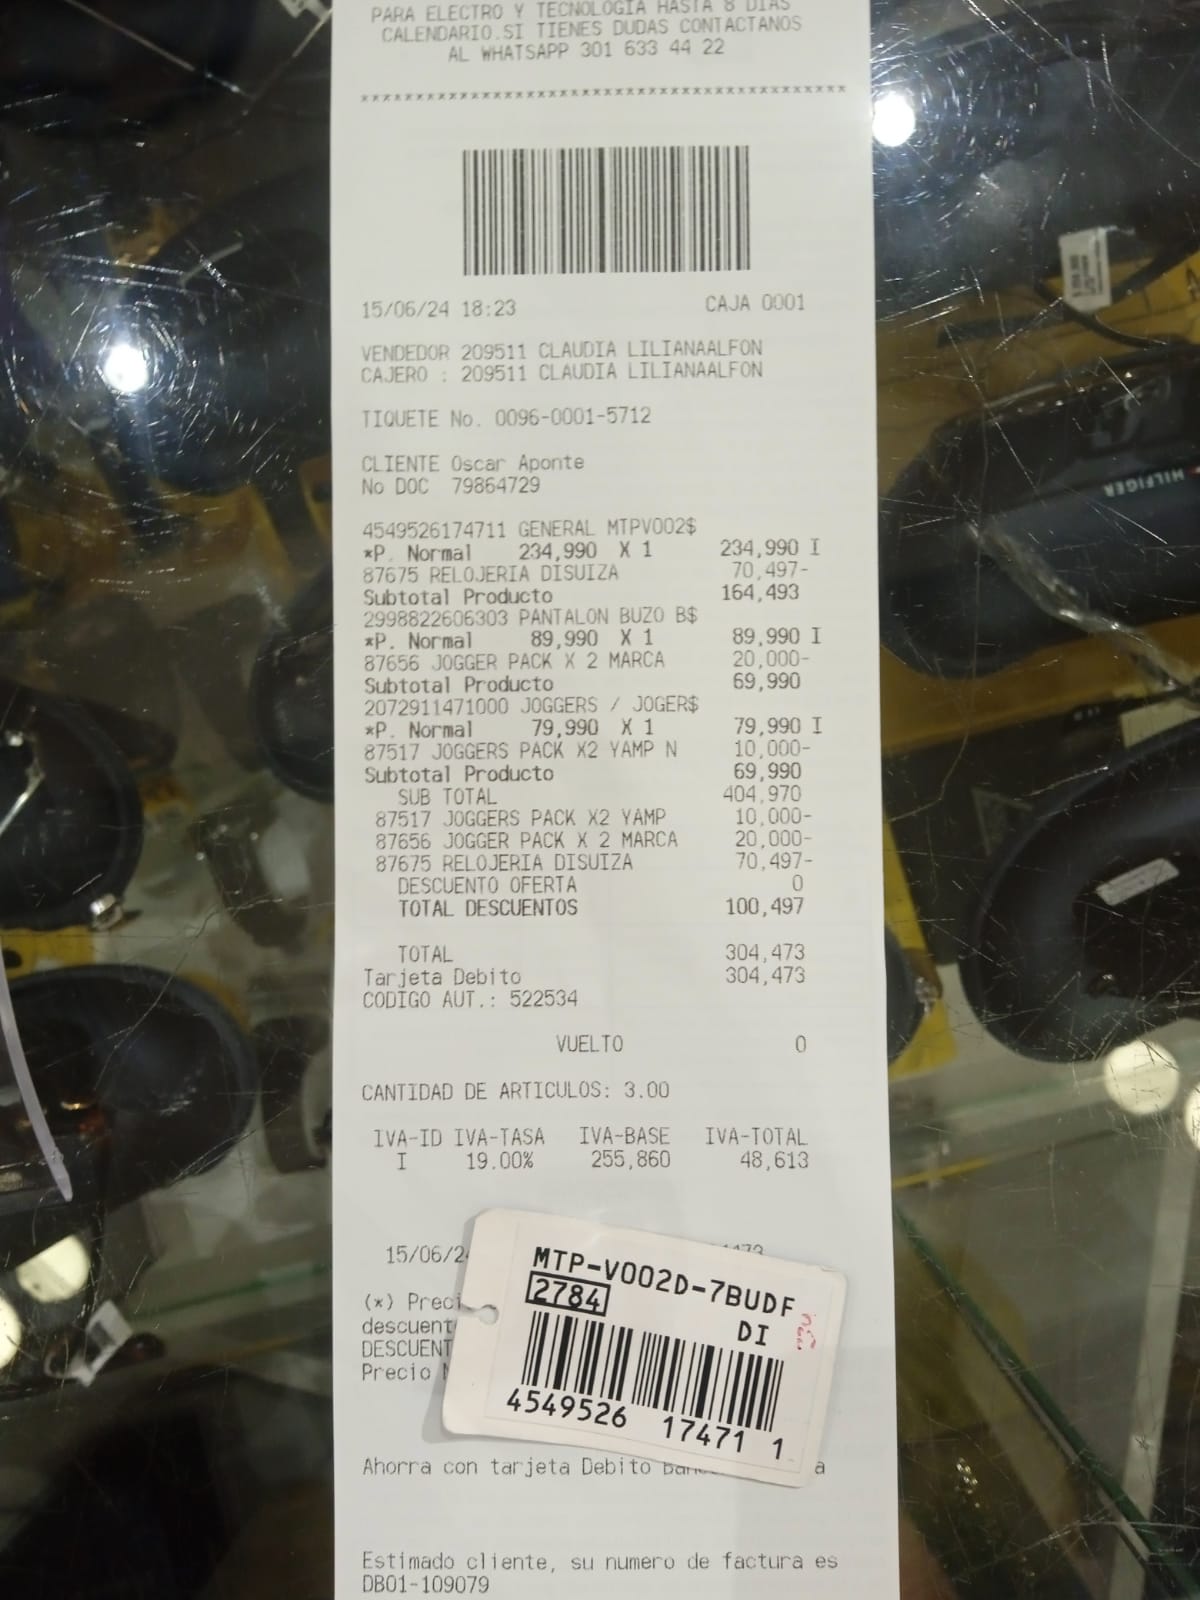 PARA ELECTRO Y TECNOLOGIA HASTA 8 DIAS
CALENDARIO.SI TIENES DUDAS CONTACTANOS
AL WHATSAPP 301 633 44 22
********************************************
15/06/24 18:23 CAJA 0001
VENDEDOR 209511 CLAUDIA LILIANAALFON
CAJERO : 209511 CLAUDIA LILIANAALFON
TIQUETE No. 0096-0001-5712
CLIENTE Oscar Aponte
No DOC 79864729
4549526174711 GENERAL MTPV002$
*P. Normal 234,990 X 1 234,990 I
87675 RELOJERIA DISUIZA 70,497-
Subtotal Producto 164,493
2998822606303 PANTALON BUZO B$
*P. Normal 89,990 X 1 89,990 I
87656 JOGGER PACK X 2 MARCA 20,000-
Subtotal Producto 69,990
2072911471000 JOGGERS / JOGER$
*P. Normal 79,990 X 1 79,990 I
87517 JOGGERS PACK X2 YAMP N 10,000-
Subtotal Producto 69,990
SUB TOTAL 404,970
87517 JOGGERS PACK X2 YAMP 10,000-
87656 JOGGER PACK X 2 MARCA 20,000-
87675 RELOJERIA DISUIZA 70,497-
DESCUENTO OFERTA 0
TOTAL DESCUENTOS 100,497
TOTAL 304,473
Tarjeta Debito 304,473
CODIGO AUT.: 522534
VUELTO 0
CANTIDAD DE ARTICULOS: 3.00
IVA-ID IVA-TASA IVA-BASE IVA-TOTAL
I 19.00% 255,860 48,613
15/06/24
(*) Preci
descuent
DESCUENT
Precio
MTP-V002D-7BUDF
2784
DI
4549526 17471 1
Ahorra con tarjeta Debito
Estimado cliente, su numero de factura es
DB01-109079
HILFIGER